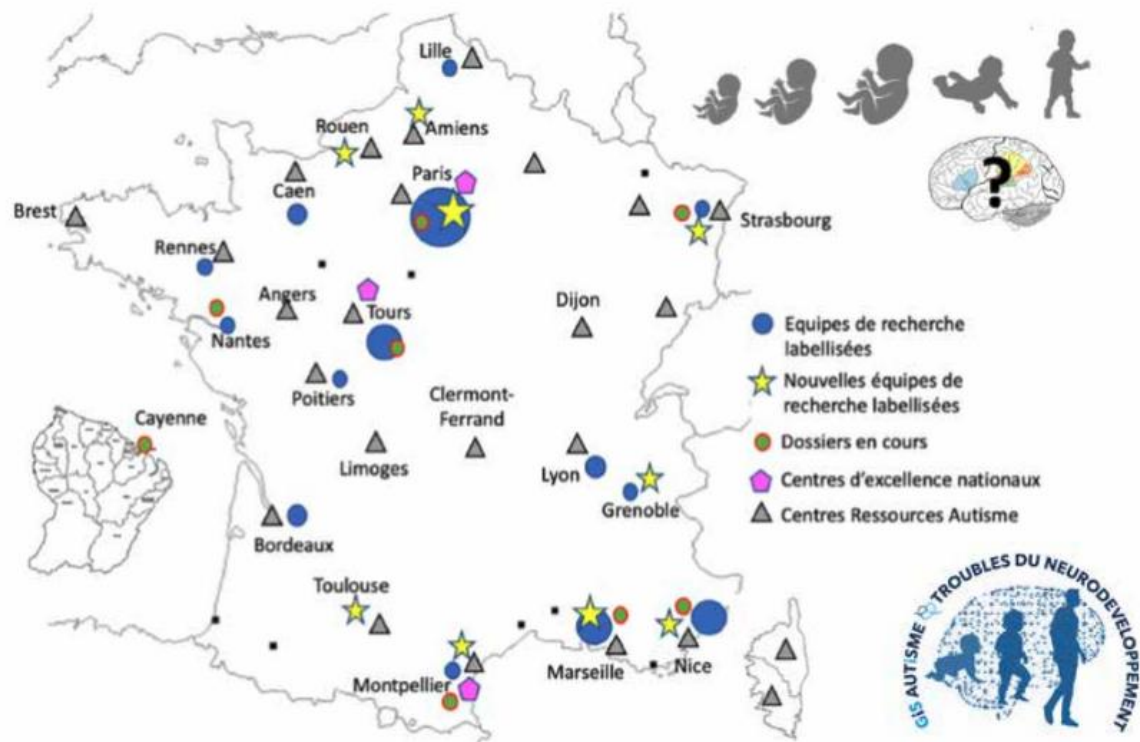 Lille
Rouen
Amiens
Caen
Paris
Brest
Strasbourg
Rennes
Angers
Tours
Dijon
Nantes
Poitiers
Clermont-
Ferrand
Cayenne
Limoges
Lyon
Grenoble
Bordeaux
Toulouse
Marseille
Nice
Montpellier
?
Equipes de recherche
labellisées
Nouvelles équipes de
recherche labellisées
Dossiers en cours
Centres d'excellence nationaux
Centres Ressources Autisme
GIS AUTISME & TROUBLES DU NEURODEVELOPPEMENT